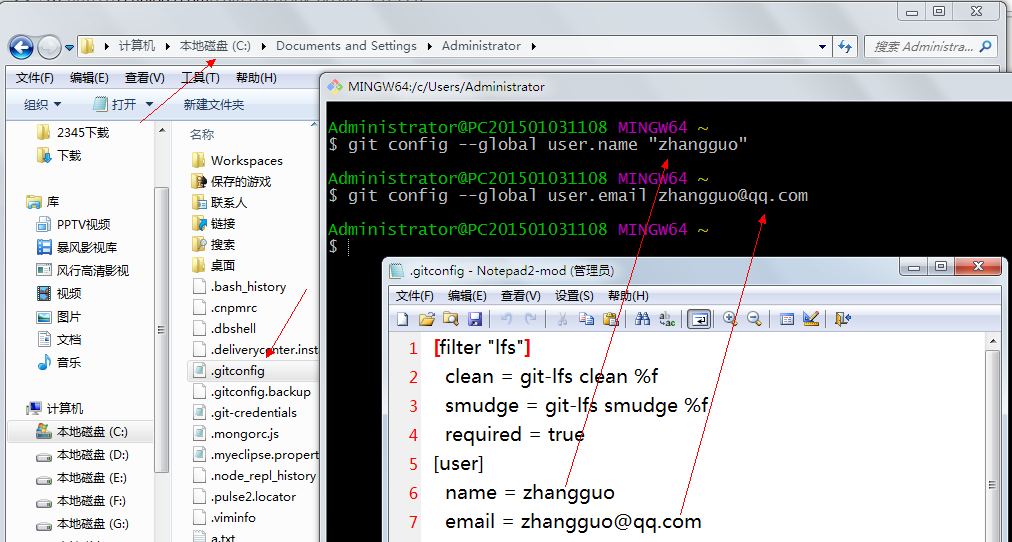 计算机 本地磁盘 (C:) Documents and Settings Administrator
搜索 Administra...
文件(F) 编辑(E) 查看(V) 工具(T) 帮助(H)
组织 打开 新建文件夹
2345下载
下载
库
PPTV视频
暴风影视库
风行高清影视
视频
图片
文档
音乐
计算机
本地磁盘 (C:)
本地磁盘 (D:)
本地磁盘 (E:)
本地磁盘 (F:)
本地磁盘 (G:)
名称
Workspaces
保存的游戏
联系人
链接
搜索
桌面
.bash_history
.cnpmrc
.dbshell
.deliverycenter.inst
.gitconfig
.gitconfig.backup
.git-credentials
.mongorc.js
.myeclipse.propert
.node_repl_history
.pulse2.locator
.viminfo
a.txt
MINGW64:/c/Users/Administrator
Administrator@PC201501031108 MINGW64 ~
$ git config --global user.name "zhangguo"
Administrator@PC201501031108 MINGW64 ~
$ git config --global user.email zhangguo@qq.com
Administrator@PC201501031108 MINGW64 ~
$
.gitconfig - Notepad2-mod (管理员)
文件(F) 编辑(E) 查看(V) 设置(S) 帮助(H)
1 [filter "lfs"]
2 clean = git-lfs clean %f
3 smudge = git-lfs smudge %f
4 required = true
5 [user]
6 name = zhangguo
7 email = zhangguo@qq.com